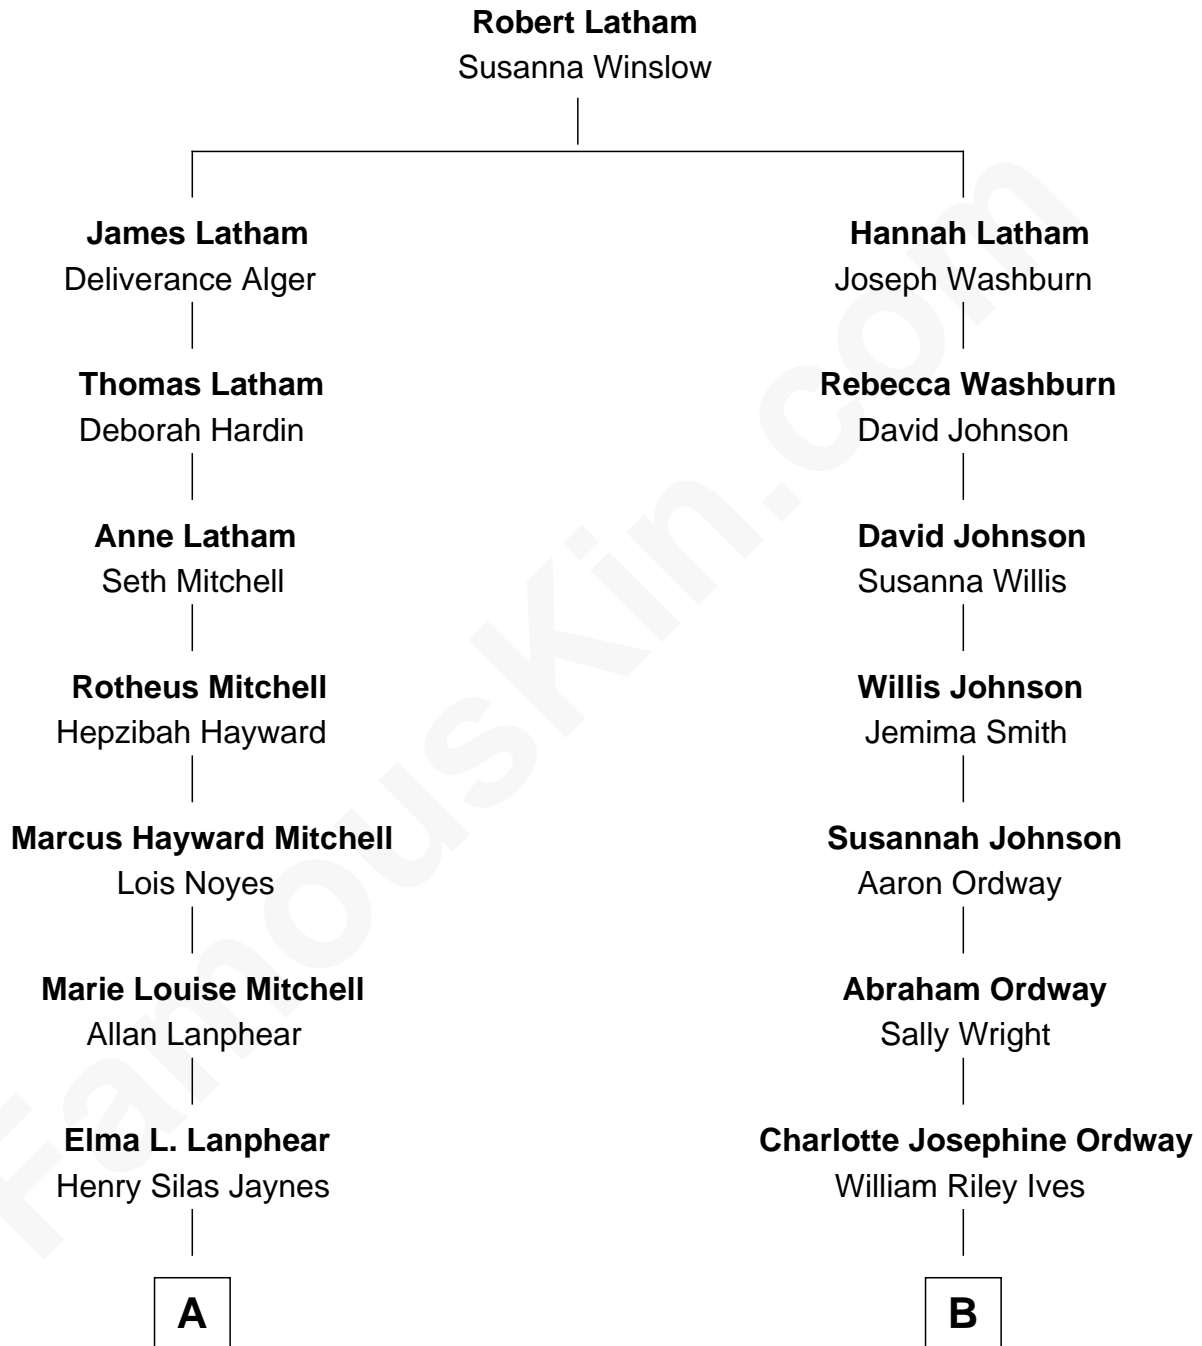 Robert Latham
Susanna Winslow
James Latham
Deliverance Alger
Hannah Latham
Joseph Washburn
Thomas Latham
Deborah Hardin
Rebecca Washburn
David Johnson
Anne Latham
Seth Mitchell
David Johnson
Susanna Willis
Rotheus Mitchell
Hepzibah Hayward
Willis Johnson
Jemima Smith
Marcus Hayward Mitchell
Lois Noyes
Susannah Johnson
Aaron Ordway
Marie Louise Mitchell
Allan Lanphear
Abraham Ordway
Sally Wright
Elma L. Lanphear
Henry Silas Jaynes
Charlotte Josephine Ordway
William Riley Ives
A
B
FamousKin.com